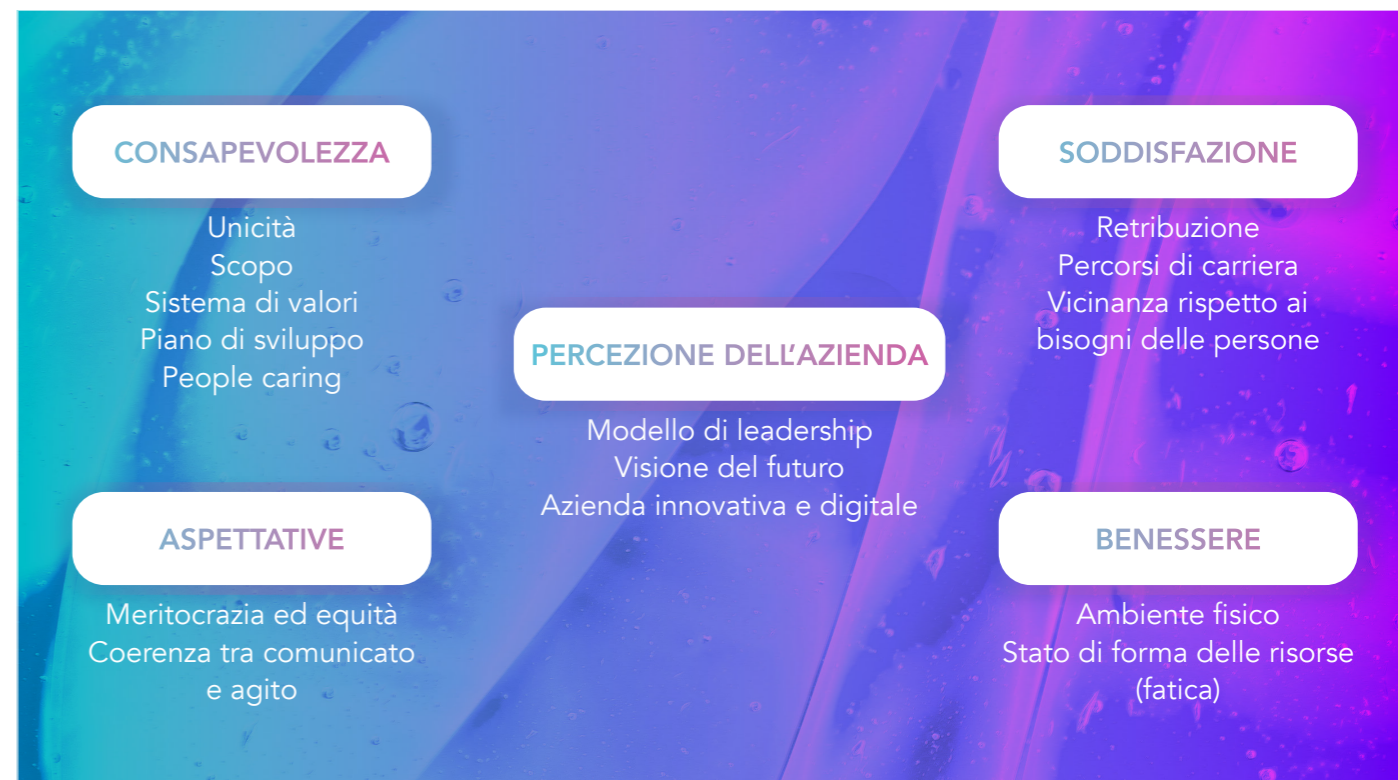 CONSAPEVOLEZZA
Unicità
Scopo
Sistema di valori
Piano di sviluppo
People caring
ASPETTATIVE
Meritocrazia ed equità
Coerenza tra comunicato
e agito
PERCEZIONE DELL’AZIENDA
Modello di leadership
Visione del futuro
Azienda innovativa e digitale
SODDISFAZIONE
Retribuzione
Percorsi di carriera
Vicinanza rispetto ai
bisogni delle persone
BENESSERE
Ambiente fisico
Stato di forma delle risorse
(fatica)